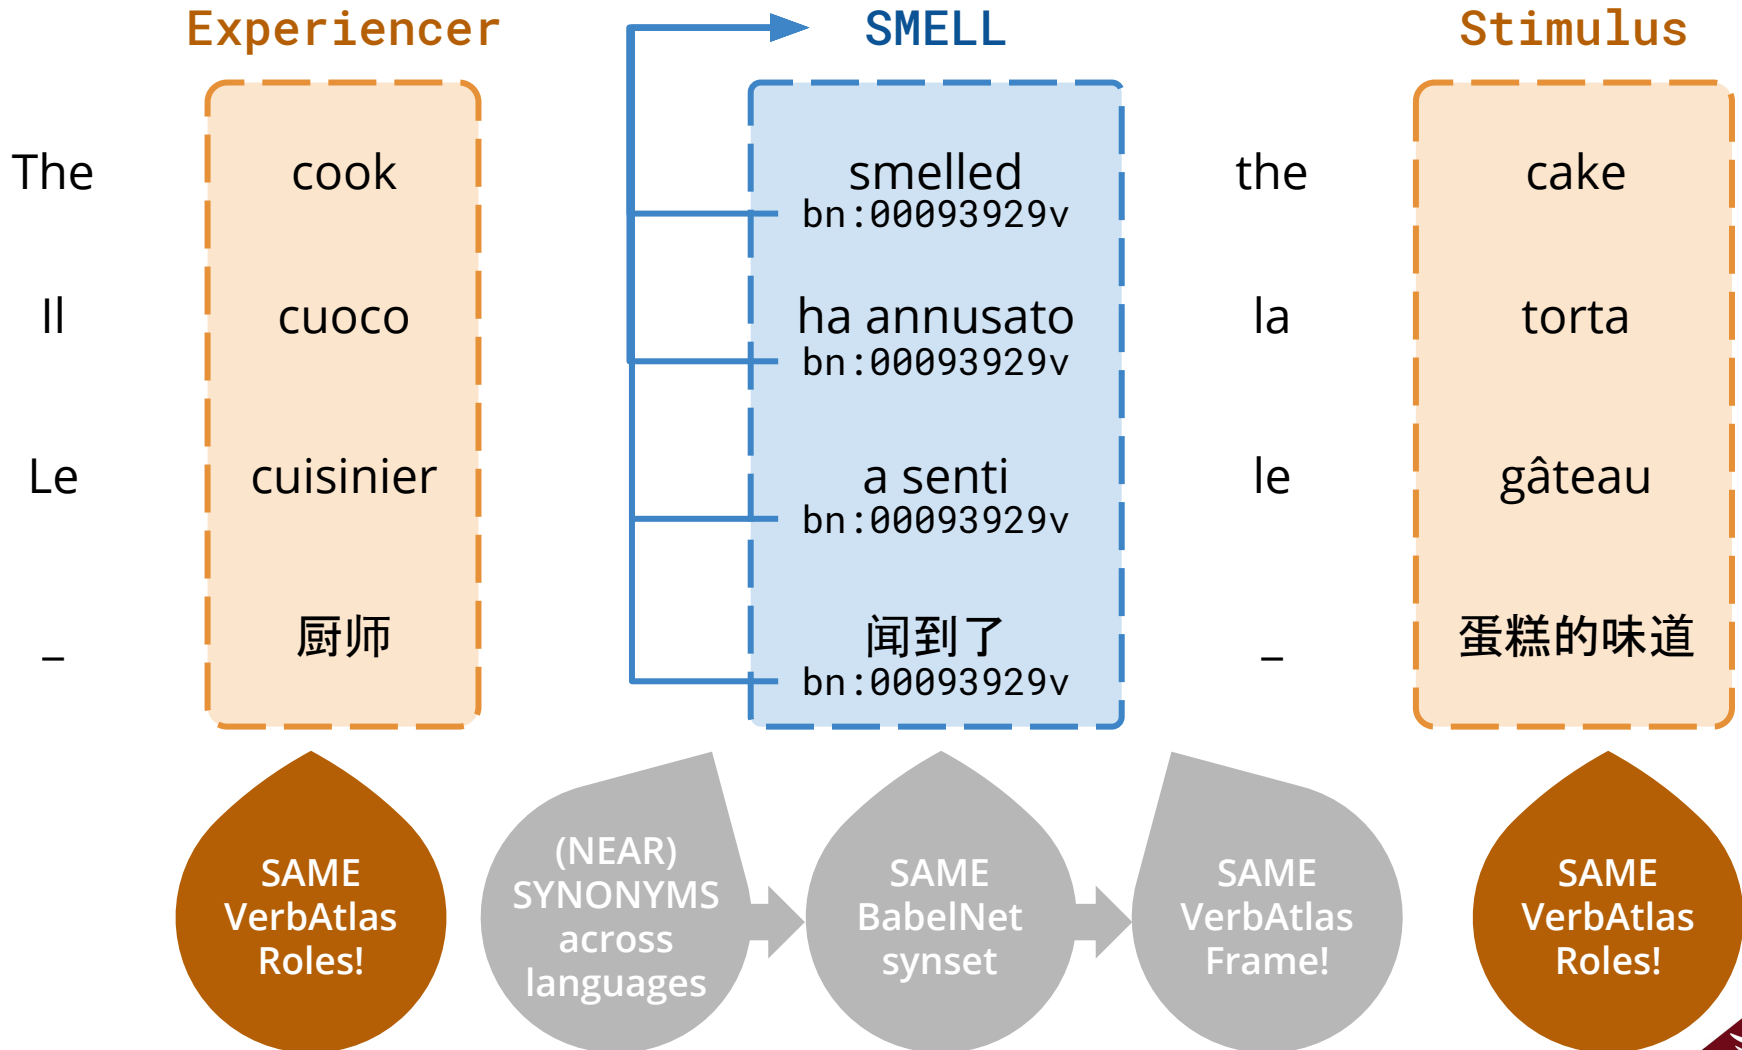 Experiencer SMELL Stimulus
The cook smelled the cake
bn:00093929v
Il cuoco ha annusato la torta
bn:00093929v
Le cuisinier a senti le gâteau
bn:00093929v
_ 厨师 闻到了 _ 蛋糕的味道
bn:00093929v
SAME
VerbAtlas
Roles!
(NEAR)
SYNONYMS
across
languages
SAME
BabelNet
synset
SAME
VerbAtlas
Frame!
SAME
VerbAtlas
Roles!